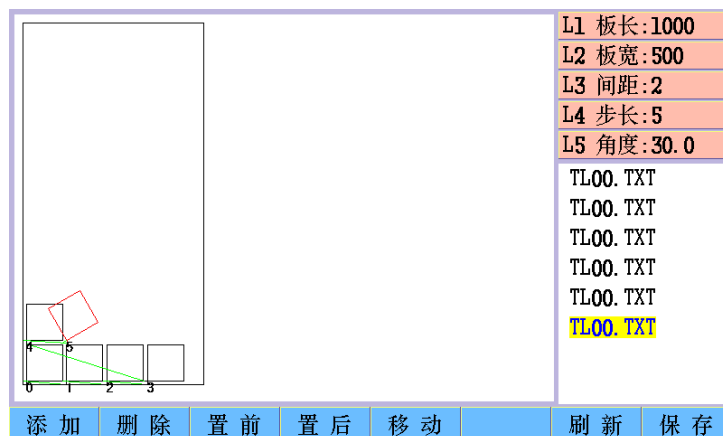 L1 板长:1000
L2 板宽:500
L3 间距:2
L4 步长:5
L5 角度:30.0
TL00.TXT
TL00.TXT
TL00.TXT
TL00.TXT
TL00.TXT
TL00.TXT
4 5
0 1 2 3
添加 删除 置前 置后 移动 刷新 保存